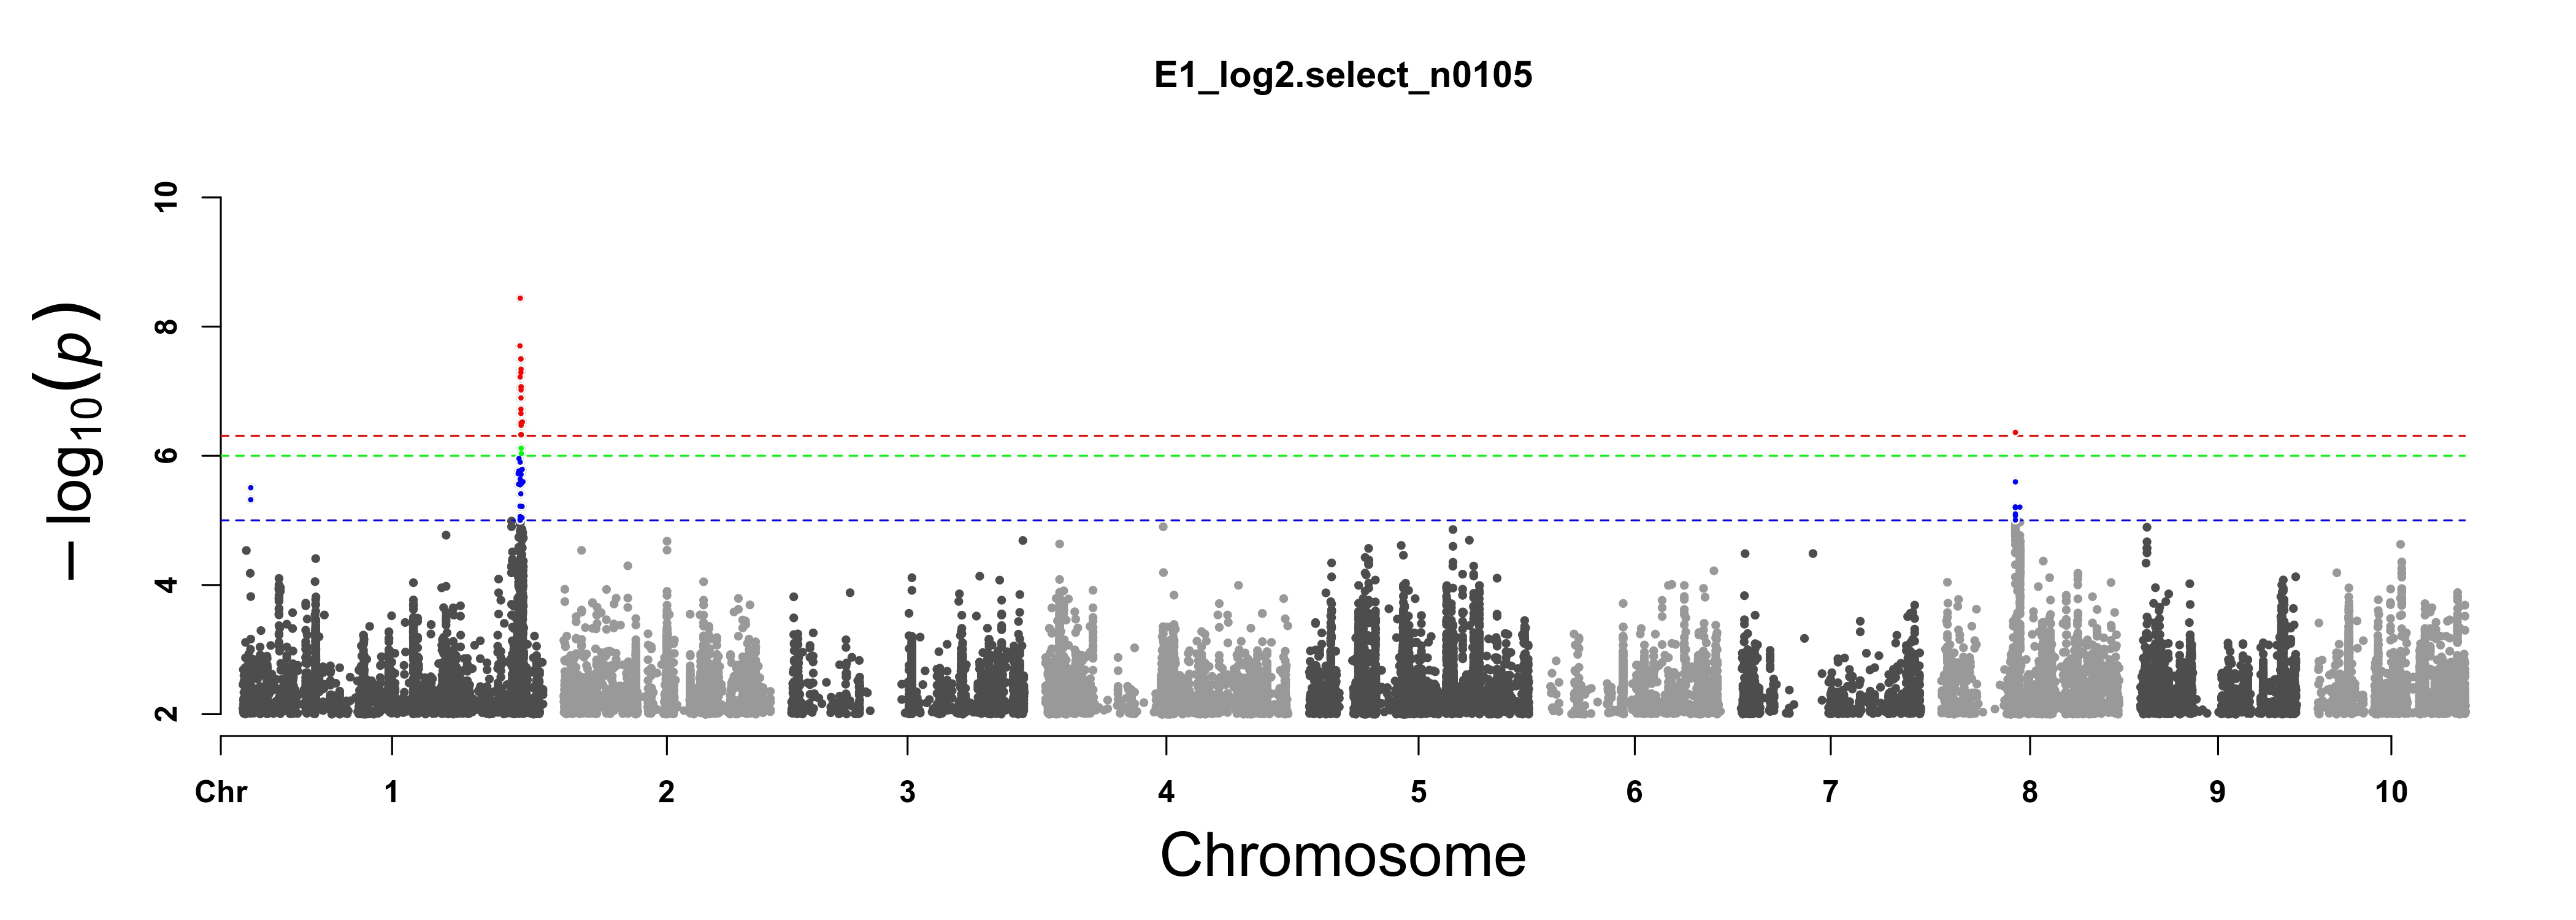 E1_log2.select_n0105
10
8
6
4
2
− log10(p)
Chr 1 2 3 4 5 6 7 8 9 10
Chromosome